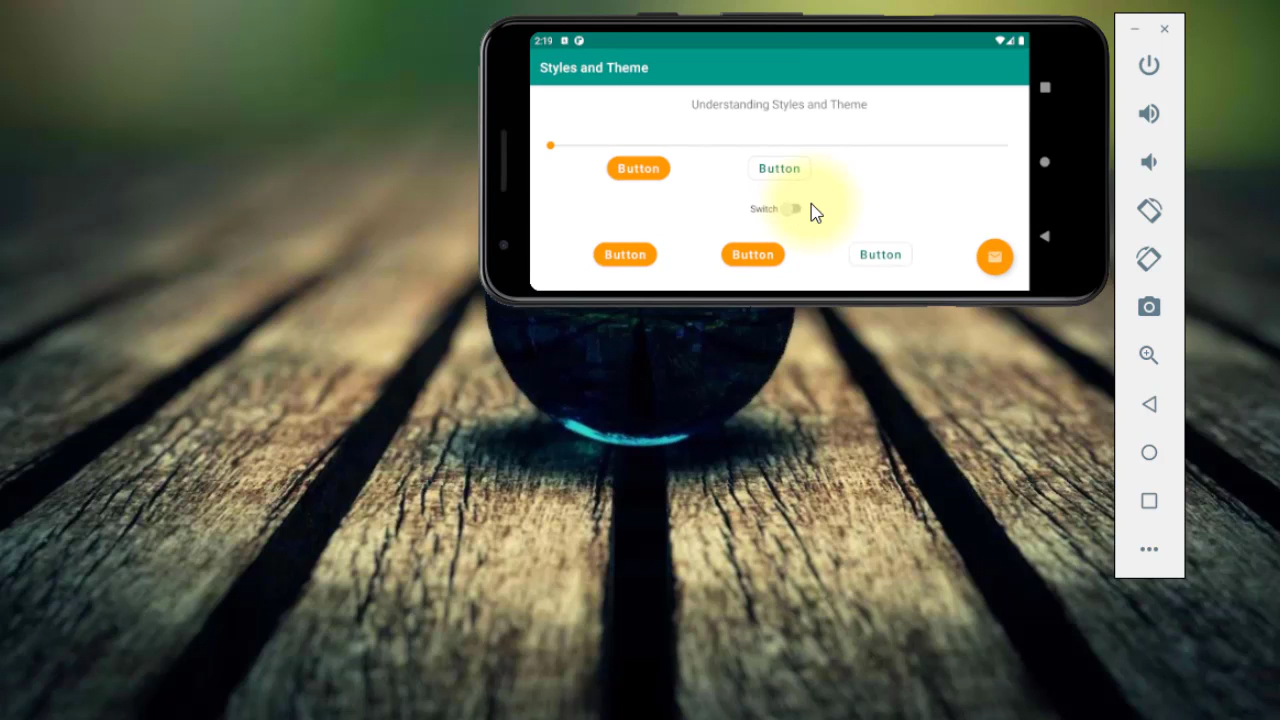 2:19
Styles and Theme
Understanding Styles and Theme
Button Button
Switch
Button Button Button